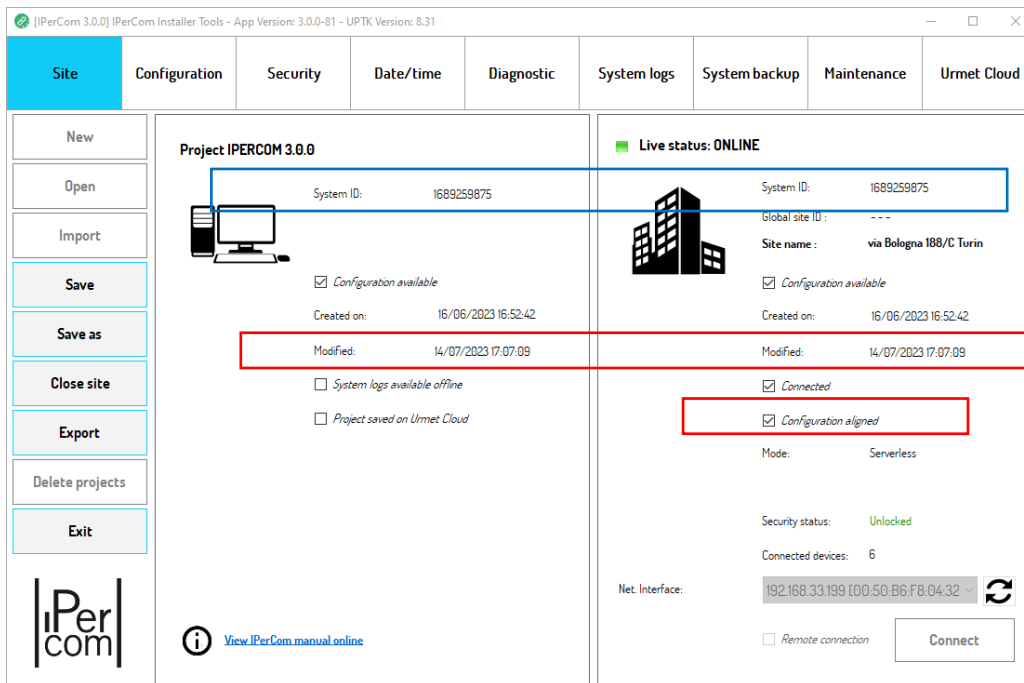 [IPerCom 3.0.0] IPerCom Installer Tools - App Version: 3.0.0-81 - UPTK Version: 8.31
Site Configuration Security Date/time Diagnostic System logs System backup Maintenance Urmet Cloud
New
Open
Import
Save
Save as
Close site
Export
Delete projects
Exit
IPer
com
Project IPERCOM 3.0.0
System ID: 1689259875
Configuration available
Created on: 16/06/2023 16:52:42
Modified: 14/07/2023 17:07:09
System logs available offline
Project saved on Urmet Cloud
View IPerCom manual online
Live status: ONLINE
System ID: 1689259875
Global site ID : - - -
Site name : via Bologna 188/C Turin
Configuration available
Created on: 16/06/2023 16:52:42
Modified: 14/07/2023 17:07:09
Connected
Configuration aligned
Mode: Serverless
Security status: Unlocked
Connected devices: 6
Net. Interface: 192.168.33.199 [00:50:B6:F8:04:32
Remote connection
Connect